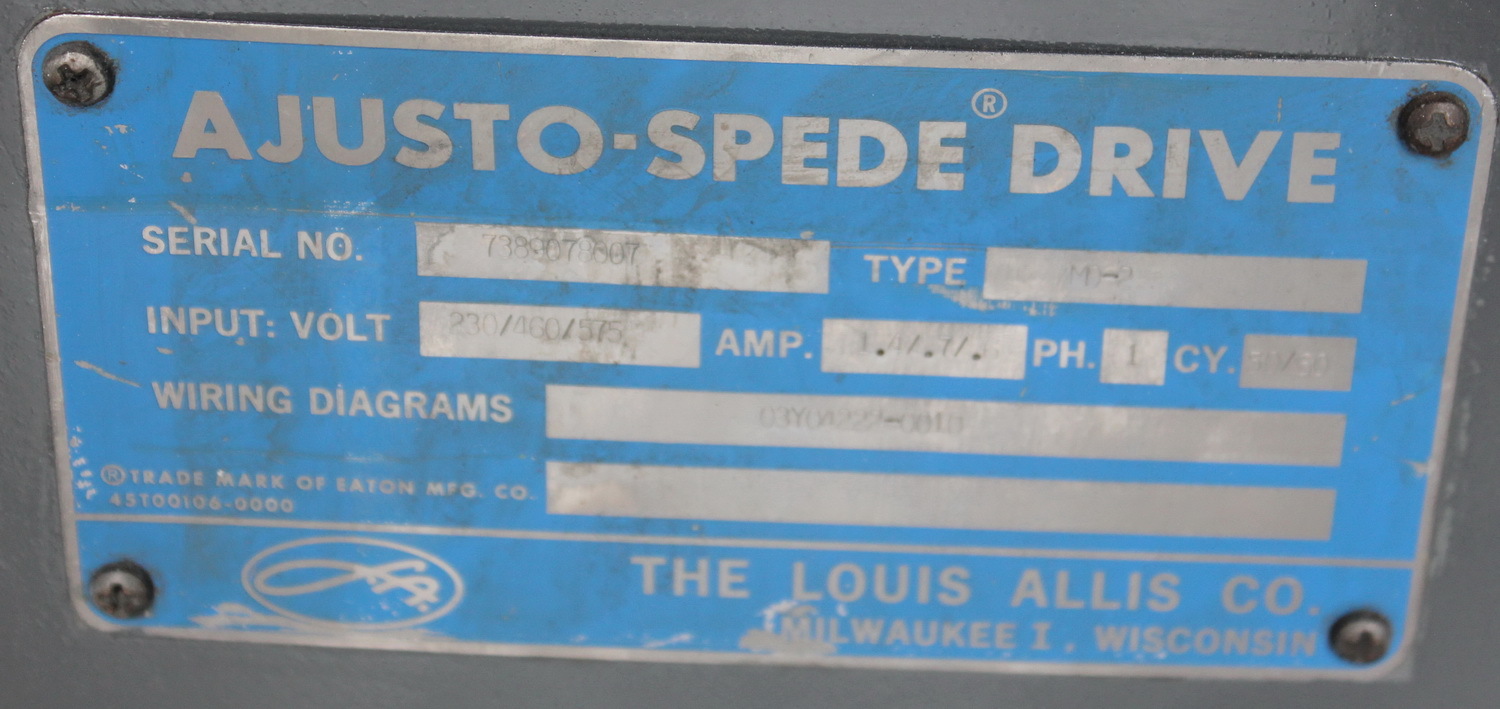 AJUSTO-SPEDE® DRIVE
SERIAL NO. TYPE
INPUT: VOLT 230/460/575 AMP. PH. 1 CY.
WIRING DIAGRAMS
® TRADE MARK OF EATON MFG. CO.
45T00106-0000
THE LOUIS ALLIS CO.
MILWAUKEE I, WISCONSIN